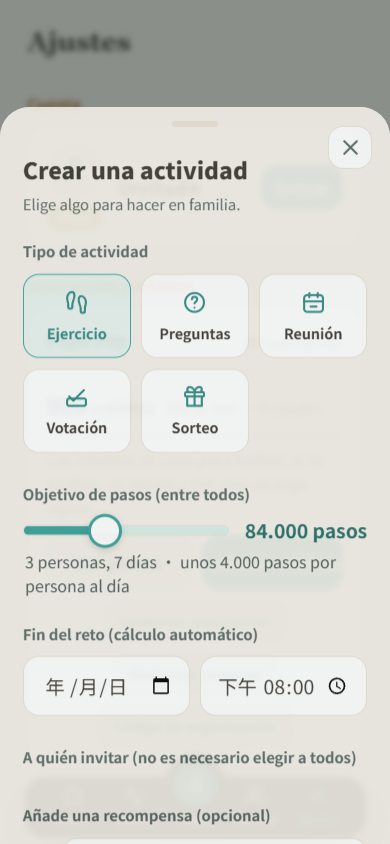 Ajustes
Cuenta
Crear una actividad
Elige algo para hacer en familia.
Tipo de actividad
Ejercicio
Preguntas
Reunión
Votación
Sorteo
Objetivo de pasos (entre todos)
84.000 pasos
3 personas, 7 días • unos 4.000 pasos por
persona al día
Fin del reto (cálculo automático)
年 /月/日
下午 08:00
A quién invitar (no es necesario elegir a todos)
Añade una recompensa (opcional)